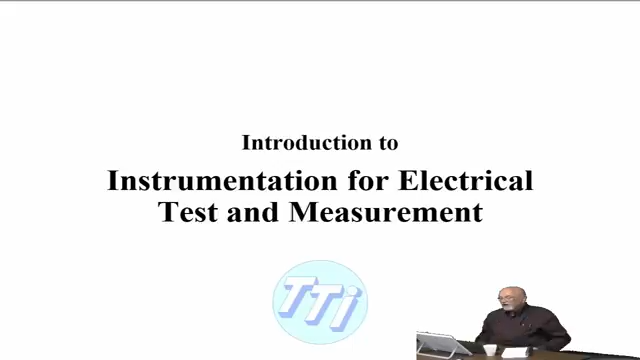 Introduction to
Instrumentation for Electrical
Test and Measurement
TTi